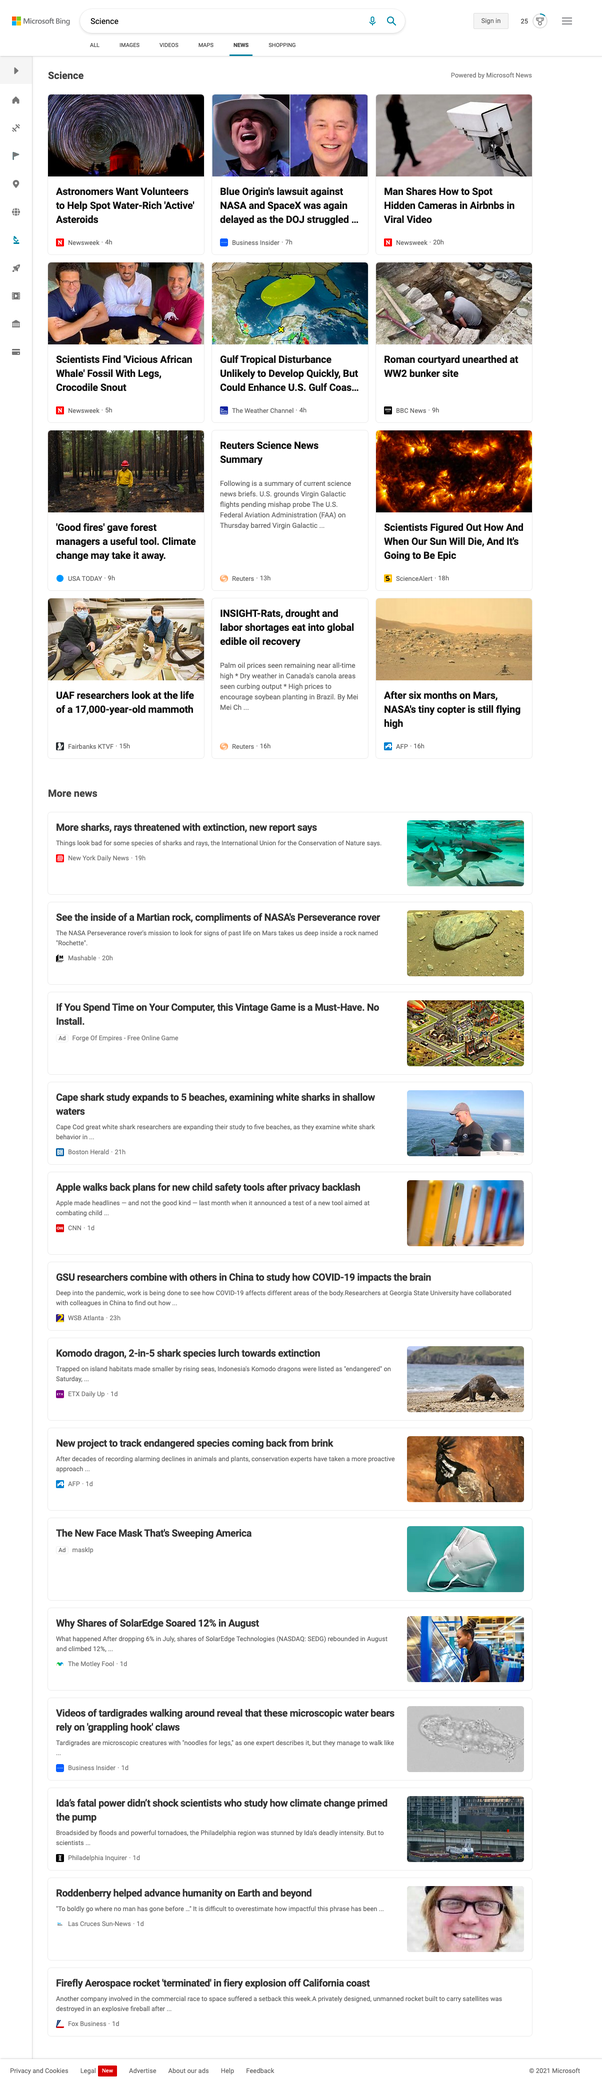 Microsoft Bing
Science
Sign in
25
ALL
IMAGES
VIDEOS
MAPS
NEWS
SHOPPING
Science
Powered by Microsoft News
Astronomers Want Volunteers
to Help Spot Water-Rich 'Active'
Asteroids
Newsweek · 4h
Blue Origin's lawsuit against
NASA and SpaceX was again
delayed as the DOJ struggled ...
Business Insider · 7h
Man Shares How to Spot
Hidden Cameras in Airbnbs in
Viral Video
Newsweek · 20h
Scientists Find 'Vicious African
Whale' Fossil With Legs,
Crocodile Snout
Newsweek · 5h
Gulf Tropical Disturbance
Unlikely to Develop Quickly, But
Could Enhance U.S. Gulf Coas...
The Weather Channel · 4h
Roman courtyard unearthed at
WW2 bunker site
BBC News · 9h
'Good fires' gave forest
managers a useful tool. Climate
change may take it away.
USA TODAY · 9h
Reuters Science News
Summary
Following is a summary of current science
news briefs. U.S. grounds Virgin Galactic
flights pending mishap probe The U.S.
Federal Aviation Administration (FAA) on
Thursday barred Virgin Galactic ...
Reuters · 13h
Scientists Figured Out How And
When Our Sun Will Die, And It's
Going to Be Epic
ScienceAlert · 18h
UAF researchers look at the life
of a 17,000-year-old mammoth
Fairbanks KTVF · 15h
INSIGHT-Rats, drought and
labor shortages eat into global
edible oil recovery
Palm oil prices seen remaining near all-time
high * Dry weather in Canada's canola areas
seen curbing output * High prices to
encourage soybean planting in Brazil. By Mei
Mei Ch ...
Reuters · 16h
After six months on Mars,
NASA's tiny copter is still flying
high
AFP · 16h
More news
More sharks, rays threatened with extinction, new report says
Things look bad for some species of sharks and rays, the International Union for the Conservation of Nature says.
New York Daily News · 19h
See the inside of a Martian rock, compliments of NASA's Perseverance rover
The NASA Perseverance rover's mission to look for signs of past life on Mars takes us deep inside a rock named
"Rochette".
Mashable · 20h
If You Spend Time on Your Computer, this Vintage Game is a Must-Have. No
Install.
Ad Forge Of Empires - Free Online Game
Cape shark study expands to 5 beaches, examining white sharks in shallow
waters
Cape Cod great white shark researchers are expanding their study to five beaches, as they examine white shark
behavior in ...
Boston Herald · 21h
Apple walks back plans for new child safety tools after privacy backlash
Apple made headlines — and not the good kind — last month when it announced a test of a new tool aimed at
combating child ...
CNN · 1d
GSU researchers combine with others in China to study how COVID-19 impacts the brain
Deep into the pandemic, work is being done to see how COVID-19 affects different areas of the body.Researchers at Georgia State University have collaborated
with colleagues in China to find out how ...
WSB Atlanta · 23h
Komodo dragon, 2-in-5 shark species lurch towards extinction
Trapped on island habitats made smaller by rising seas, Indonesia's Komodo dragons were listed as "endangered" on
Saturday, ...
ETX Daily Up · 1d
New project to track endangered species coming back from brink
After decades of recording alarming declines in animals and plants, conservation experts have taken a more proactive
approach ...
AFP · 1d
The New Face Mask That's Sweeping America
Ad masklp
Why Shares of SolarEdge Soared 12% in August
What happened After dropping 6% in July, shares of SolarEdge Technologies (NASDAQ: SEDG) rebounded in August
and climbed 12%, ...
The Motley Fool · 1d
Videos of tardigrades walking around reveal that these microscopic water bears
rely on 'grappling hook' claws
Tardigrades are microscopic creatures with "noodles for legs," as one expert describes it, but they manage to walk like
...
Business Insider · 1d
Ida's fatal power didn't shock scientists who study how climate change primed
the pump
Broadsided by floods and powerful tornadoes, the Philadelphia region was stunned by Ida's deadly intensity. But to
scientists ...
Philadelphia Inquirer · 1d
Roddenberry helped advance humanity on Earth and beyond
"To boldly go where no man has gone before ..." It is difficult to overestimate how impactful this phrase has been ...
Las Cruces Sun-News · 1d
Firefly Aerospace rocket 'terminated' in fiery explosion off California coast
Another company involved in the commercial race to space suffered a setback this week.A privately designed, unmanned rocket built to carry satellites was
destroyed in an explosive fireball after ...
Fox Business · 1d
Privacy and Cookies
Legal
New
Advertise
About our ads
Help
Feedback
© 2021 Microsoft